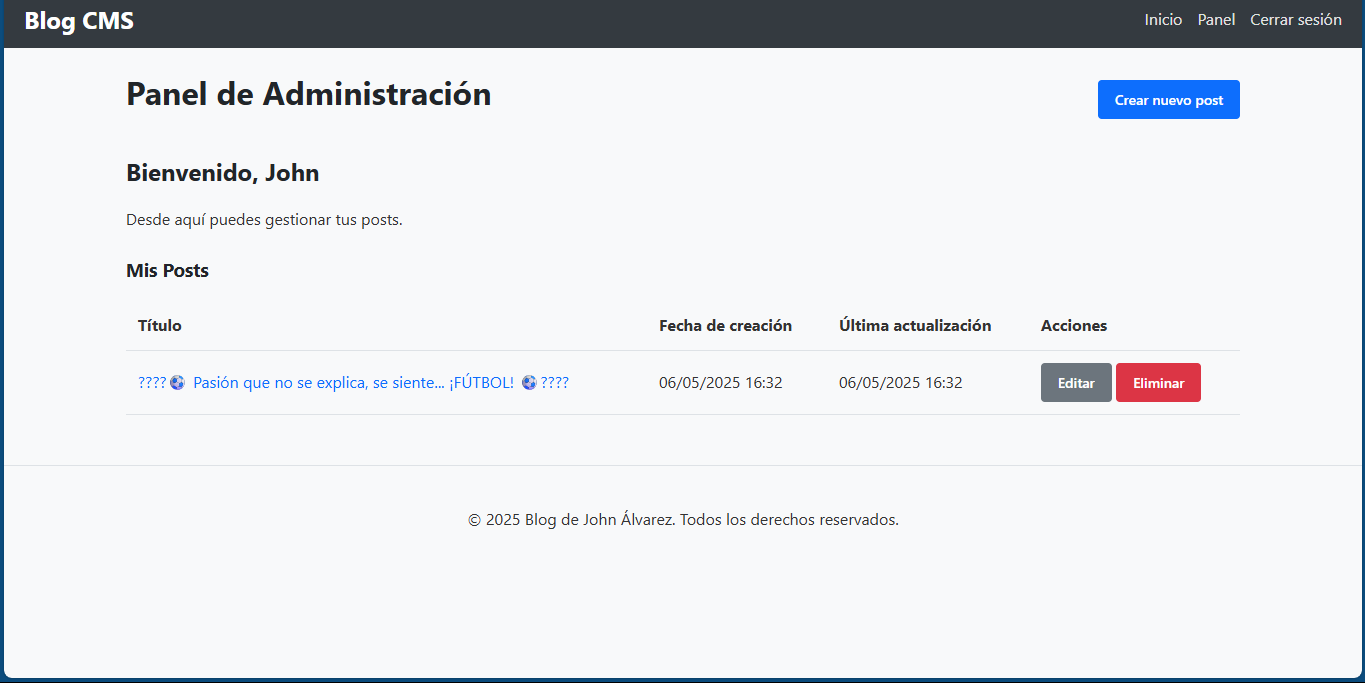 Blog CMS
Inicio Panel Cerrar sesión
Panel de Administración
Crear nuevo post
Bienvenido, John
Desde aquí puedes gestionar tus posts.
Mis Posts
Título Fecha de creación Última actualización Acciones
????⚽ Pasión que no se explica, se siente... ¡FÚTBOL! ⚽???? 06/05/2025 16:32 06/05/2025 16:32 Editar Eliminar
© 2025 Blog de John Álvarez. Todos los derechos reservados.